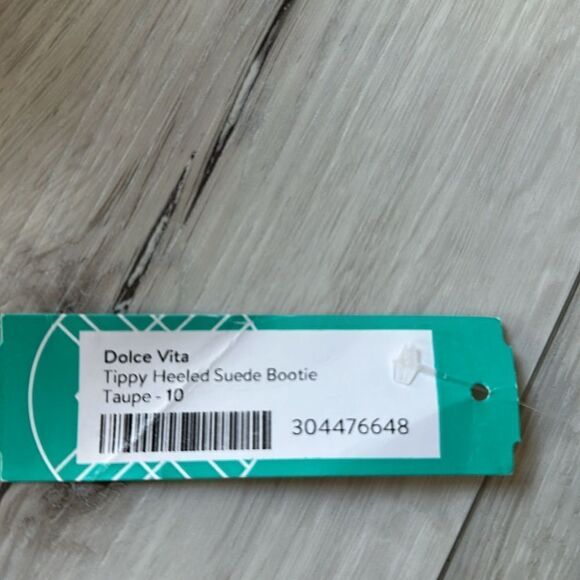 Dolce Vita
Tippy Heeled Suede Bootie
Taupe - 10
304476648